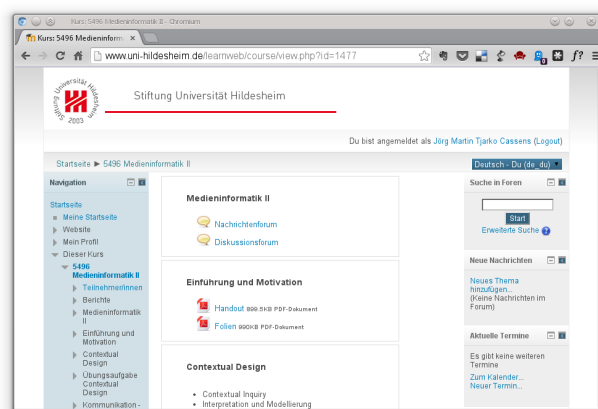 Kurs: 5496 Medieninformatik II - Chromium
Kurs: 5496 Medieninform
www.uni-hildesheim.de/learnweb/course/view.php?id=1477
f?
Stiftung Universität Hildesheim
2003
Stiftung Universität Hildesheim
Du bist angemeldet als Jörg Martin Tjarko Cassens (Logout)
Startseite ► 5496 Medieninformatik II
Deutsch - Du (de_du)
Navigation
Startseite
Meine Startseite
Website
Mein Profil
Dieser Kurs
5496
Medieninformatik II
Teilnehmer/innen
Berichte
Medieninformatik
II
Einführung und
Motivation
Contextual
Design
Übungsaufgabe
Contextual
Design
Kommunikation -
Medieninformatik II
Nachrichtenforum
Diskussionsforum
Einführung und Motivation
Handout 899.5KB PDF-Dokument
Folien 990KB PDF-Dokument
Contextual Design
• Contextual Inquiry
• Interpretation und Modellierung
Suche in Foren
Start
Erweiterte Suche
Neue Nachrichten
Neues Thema
hinzufügen...
(Keine Nachrichten im
Forum)
Aktuelle Termine
Es gibt keine weiteren
Termine
Zum Kalender...
Neuer Termin...